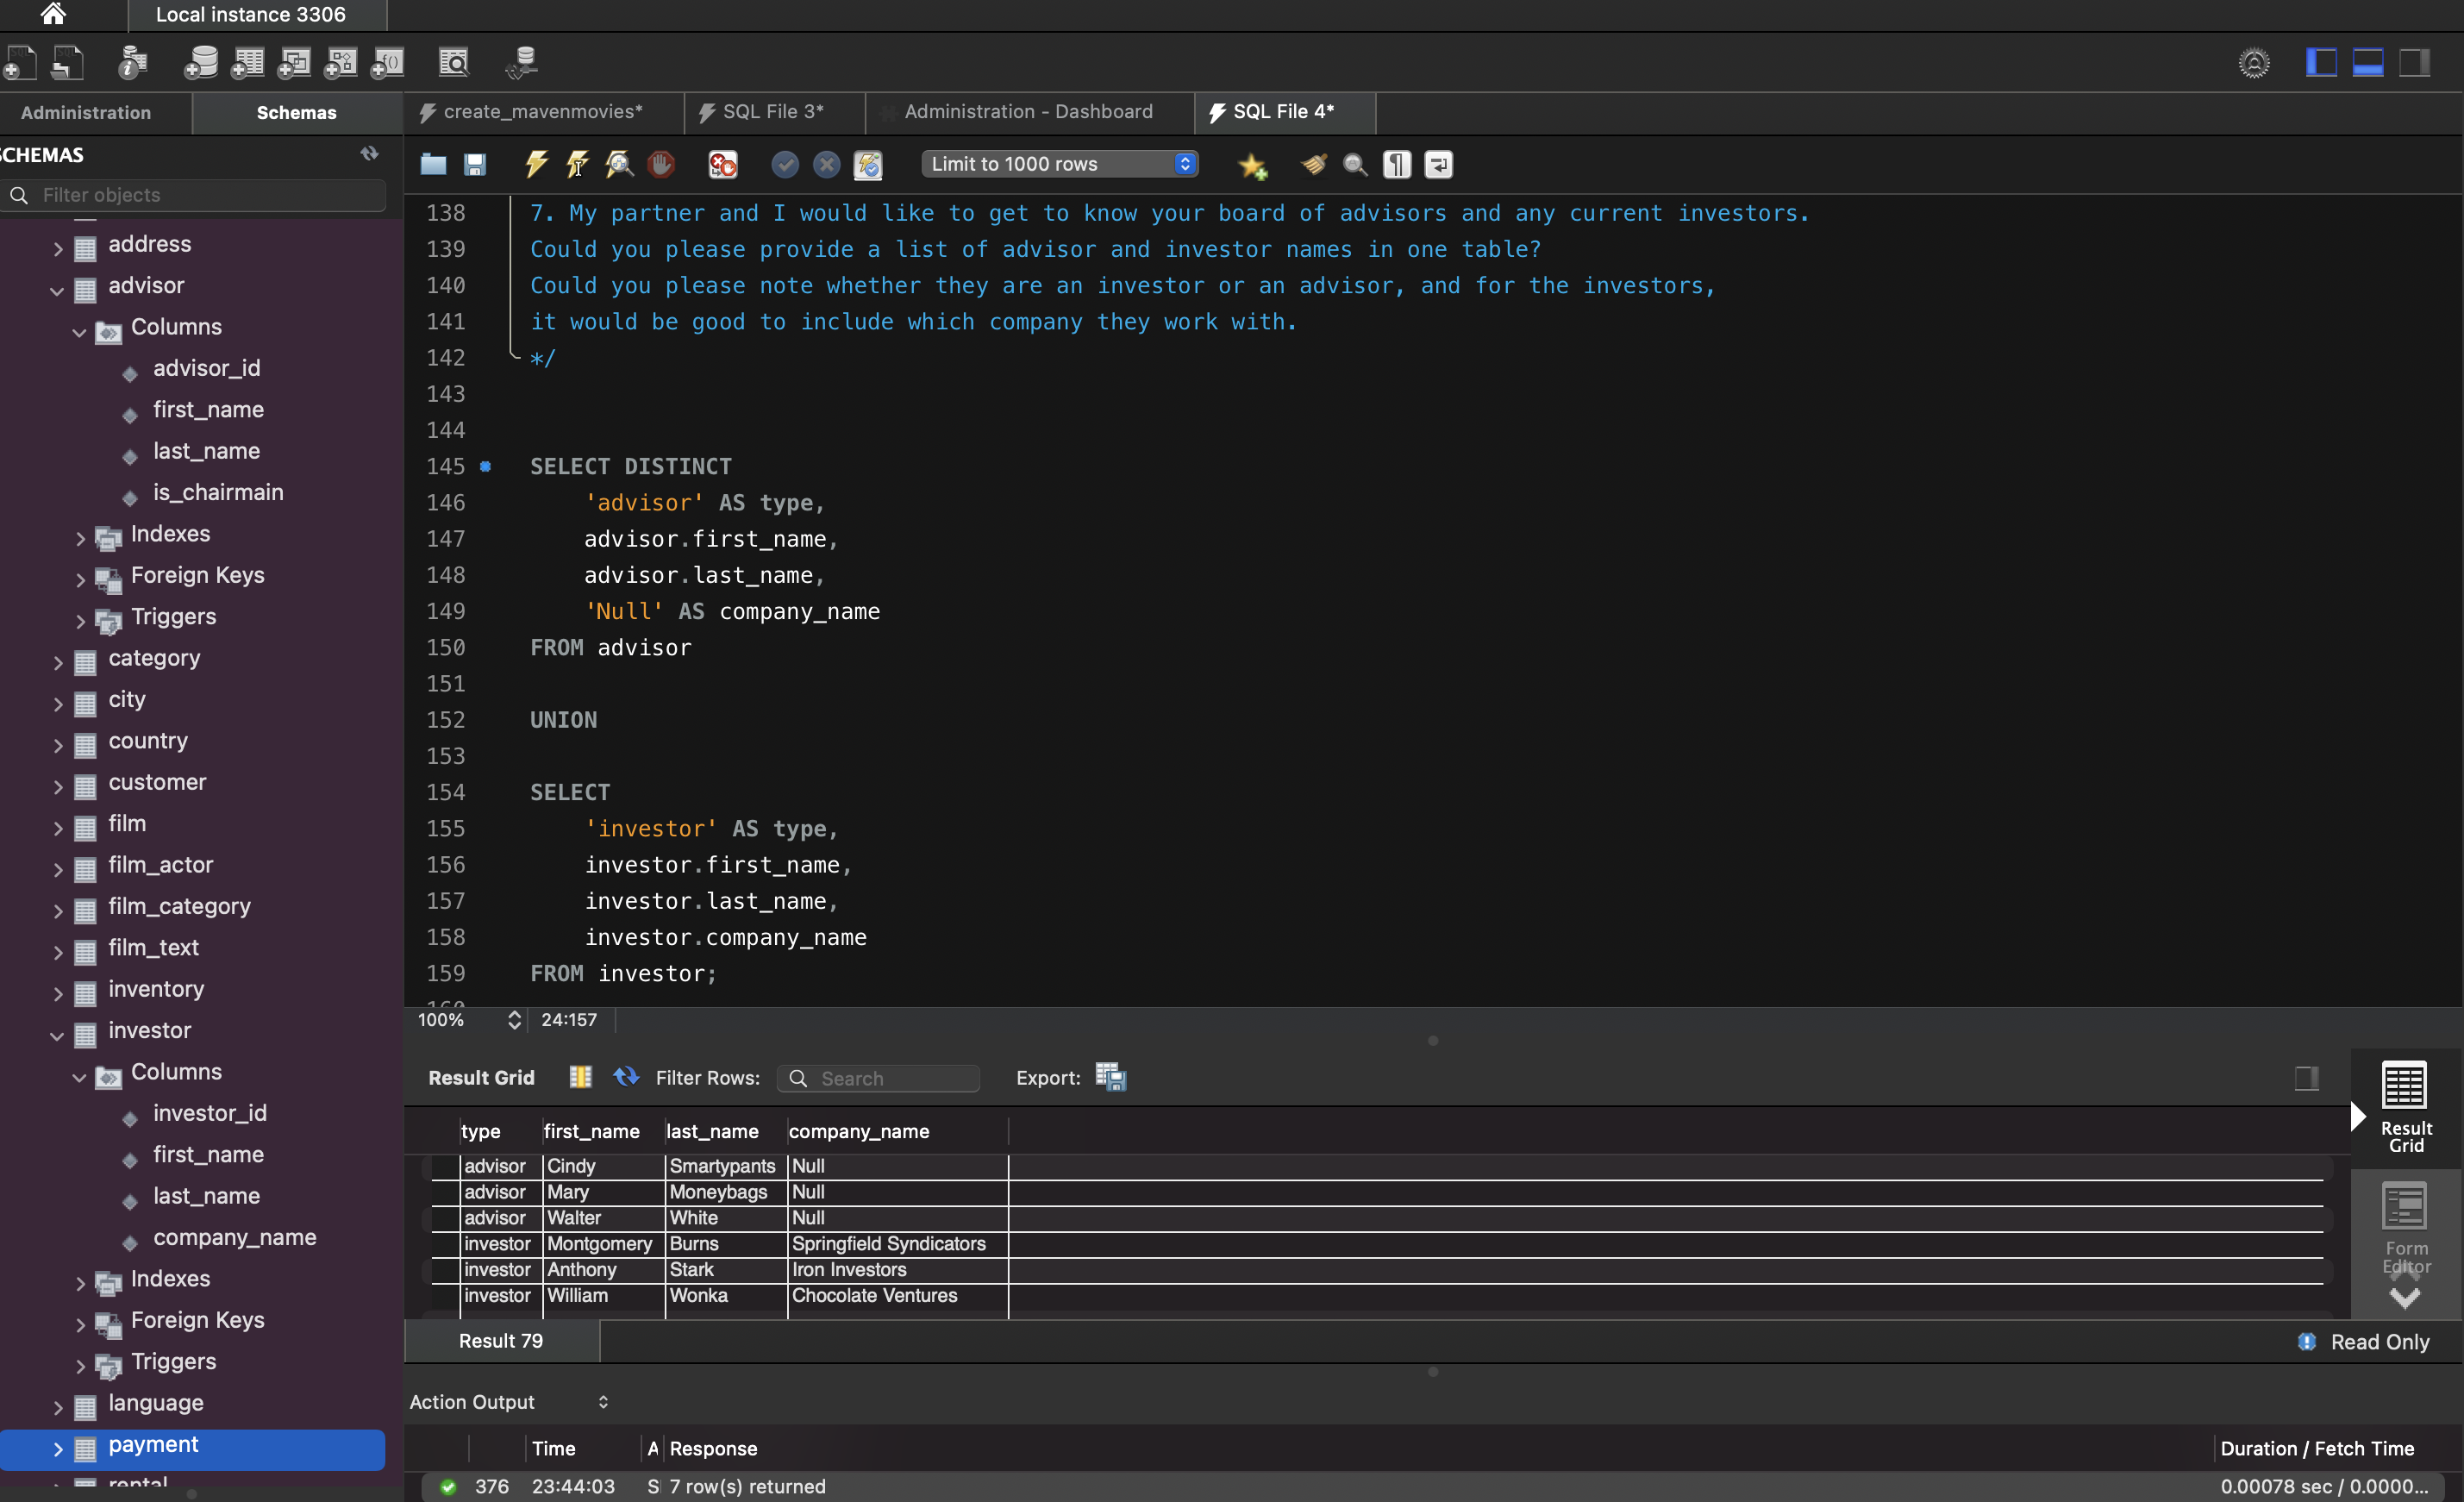 Local instance 3306
Administration
Schemas
create_mavenmovies*
SQL File 3*
Administration - Dashboard
SQL File 4*
SCHEMAS
Filter objects
Limit to 1000 rows
address
advisor
Columns
advisor_id
first_name
last_name
is_chairmain
Indexes
Foreign Keys
Triggers
category
city
country
customer
film
film_actor
film_category
film_text
inventory
investor
Columns
investor_id
first_name
last_name
company_name
Indexes
Foreign Keys
Triggers
language
payment
rental
138 7. My partner and I would like to get to know your board of advisors and any current investors.
139 Could you please provide a list of advisor and investor names in one table?
140 Could you please note whether they are an investor or an advisor, and for the investors,
141 it would be good to include which company they work with.
142 */
143
144
145 SELECT DISTINCT
146 'advisor' AS type,
147 advisor.first_name,
148 advisor.last_name,
149 'Null' AS company_name
150 FROM advisor
151
152 UNION
153
154 SELECT
155 'investor' AS type,
156 investor.first_name,
157 investor.last_name,
158 investor.company_name
159 FROM investor;
160
100% 24:157
Result Grid Filter Rows: Search Export:
type first_name last_name company_name
advisor Cindy Smartypants Null
advisor Mary Moneybags Null
advisor Walter White Null
investor Montgomery Burns Springfield Syndicators
investor Anthony Stark Iron Investors
investor William Wonka Chocolate Ventures
Result
Grid
Form
Editor
Result 79
Read Only
Action Output
Time A Response Duration / Fetch Time
376 23:44:03 S 7 row(s) returned 0.00078 sec / 0.0000...